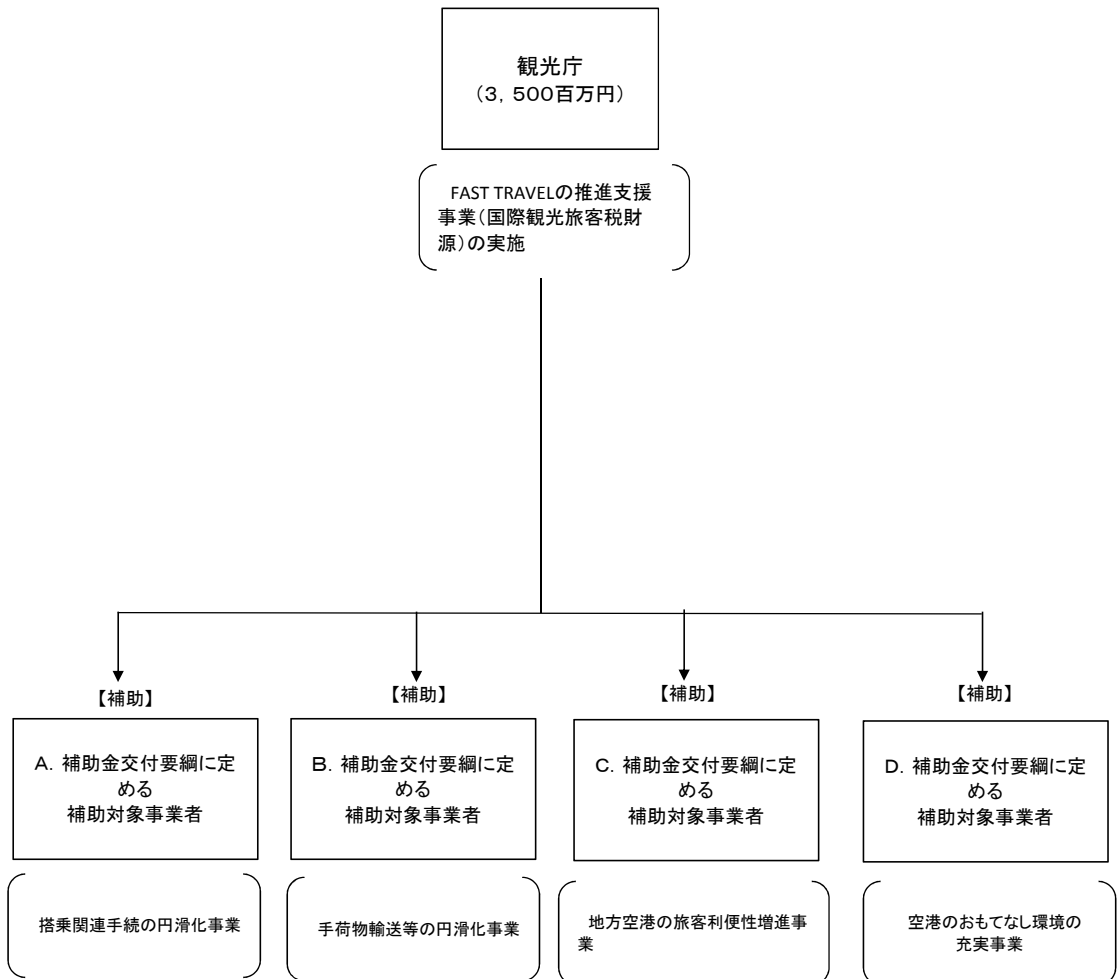 観光庁
（３，５００百万円）
FAST TRAVELの推進支援
事業（国際観光旅客税財
源）の実施
【補助】
【補助】
【補助】
【補助】
Ａ．補助金交付要綱に定
める
補助対象事業者
Ｂ．補助金交付要綱に定
める
補助対象事業者
Ｃ．補助金交付要綱に定
める
補助対象事業者
Ｄ．補助金交付要綱に定
める
補助対象事業者
搭乗関連手続の円滑化事業
手荷物輸送等の円滑化事業
地方空港の旅客利便性増進事
業
空港のおもてなし環境の
充実事業